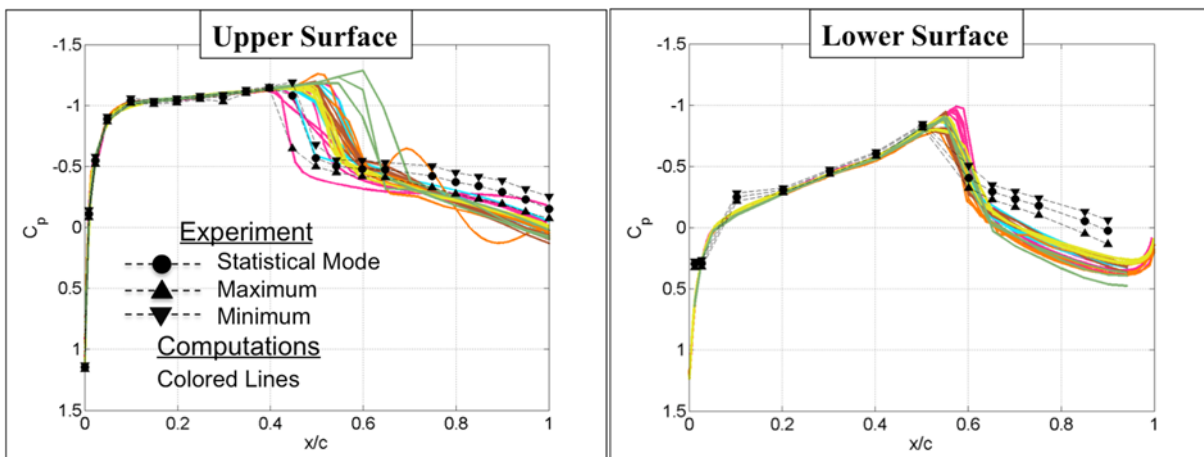 Upper Surface
-1.5
-1
-0.5
0
0.5
1
1.5
Cp
Experiment
Statistical Mode
Maximum
Minimum
Computations
Colored Lines
0
0.2
0.4
0.6
0.8
1
x/c
Lower Surface
-1.5
-1
-0.5
0
0.5
1
1.5
Cp
0
0.2
0.4
0.6
0.8
1
x/c